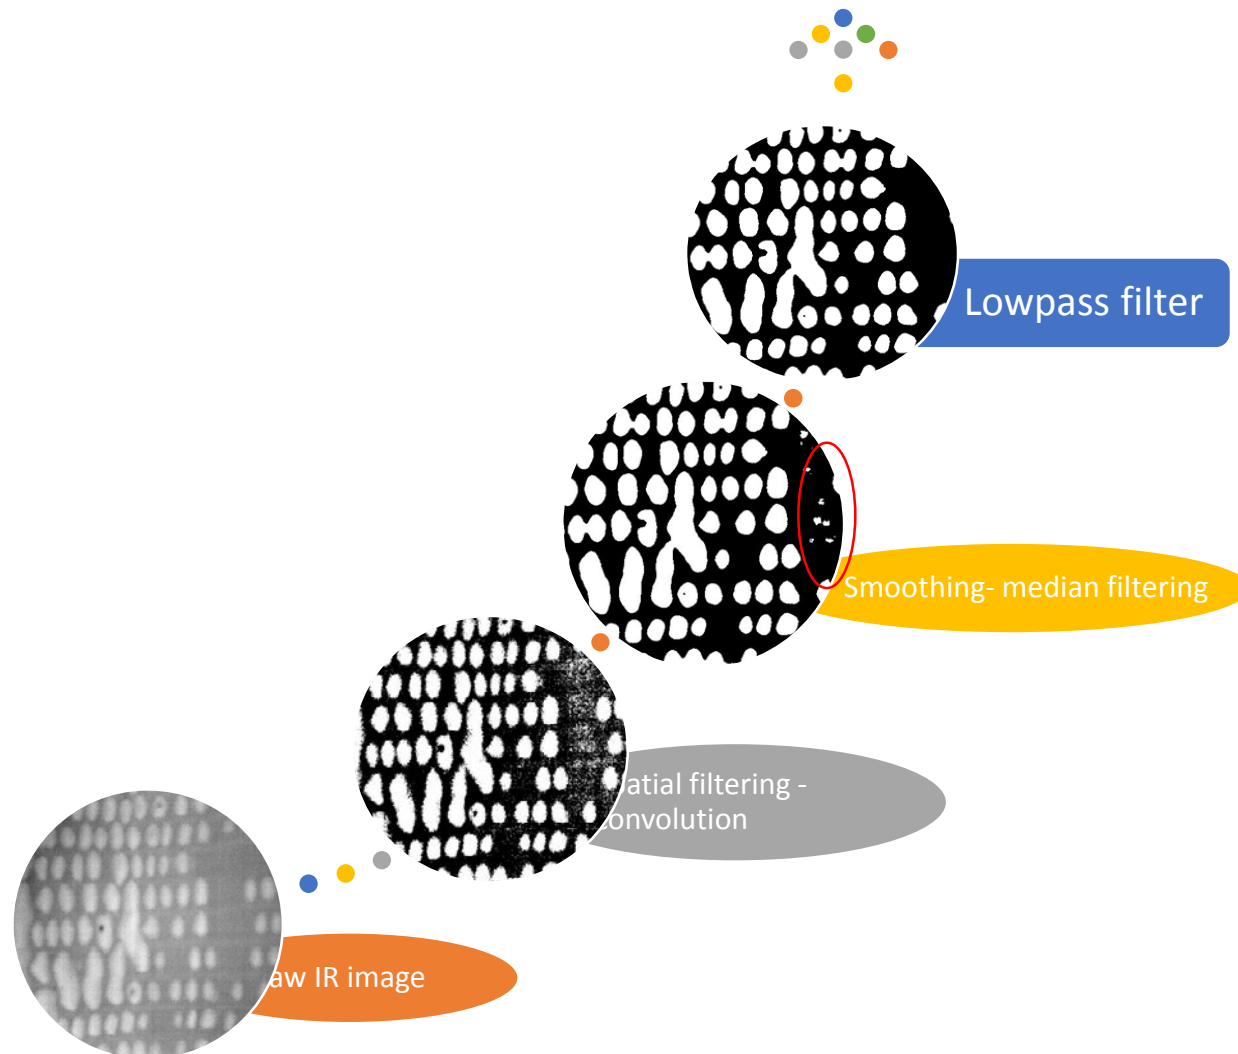 Lowpass filter
Smoothing- median filtering
atial filtering -
onvolution
aw IR image